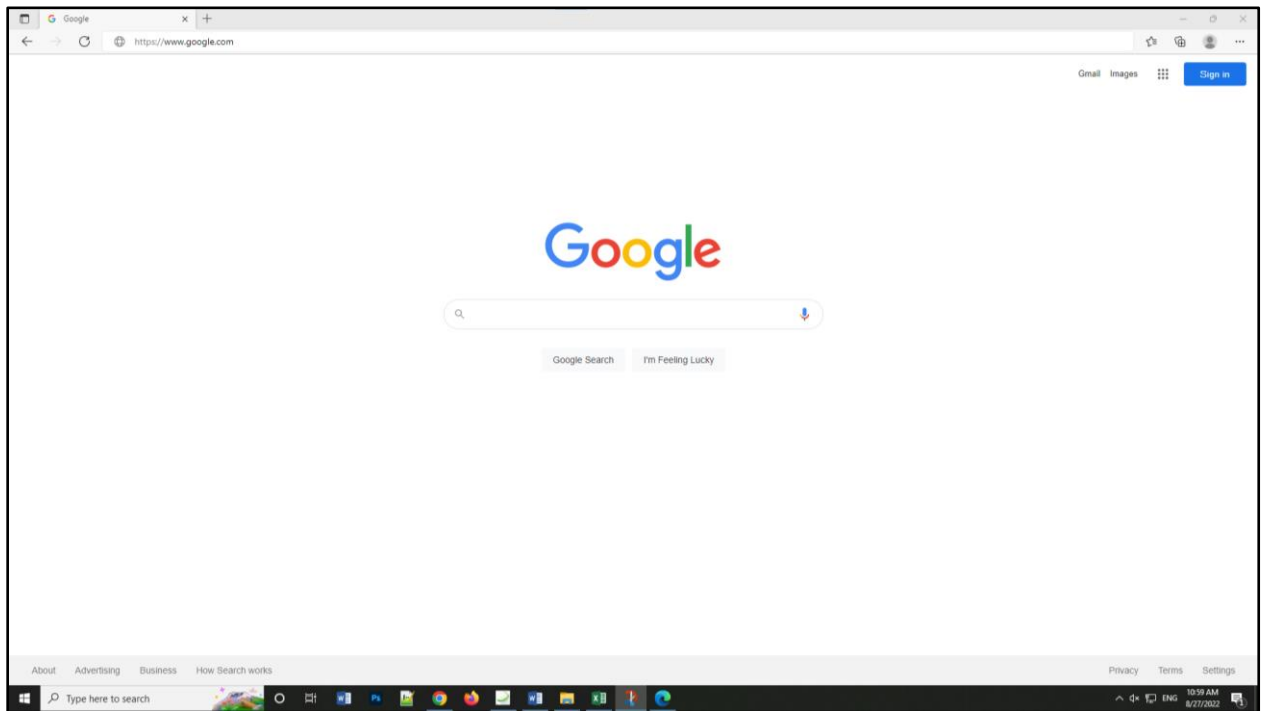 Google
https://www.google.com
Gmail Images Sign in
Google
Google Search I'm Feeling Lucky
About Advertising Business How Search works Privacy Terms Settings
Type here to search Ps ENG 10:59 AM
8/27/2022